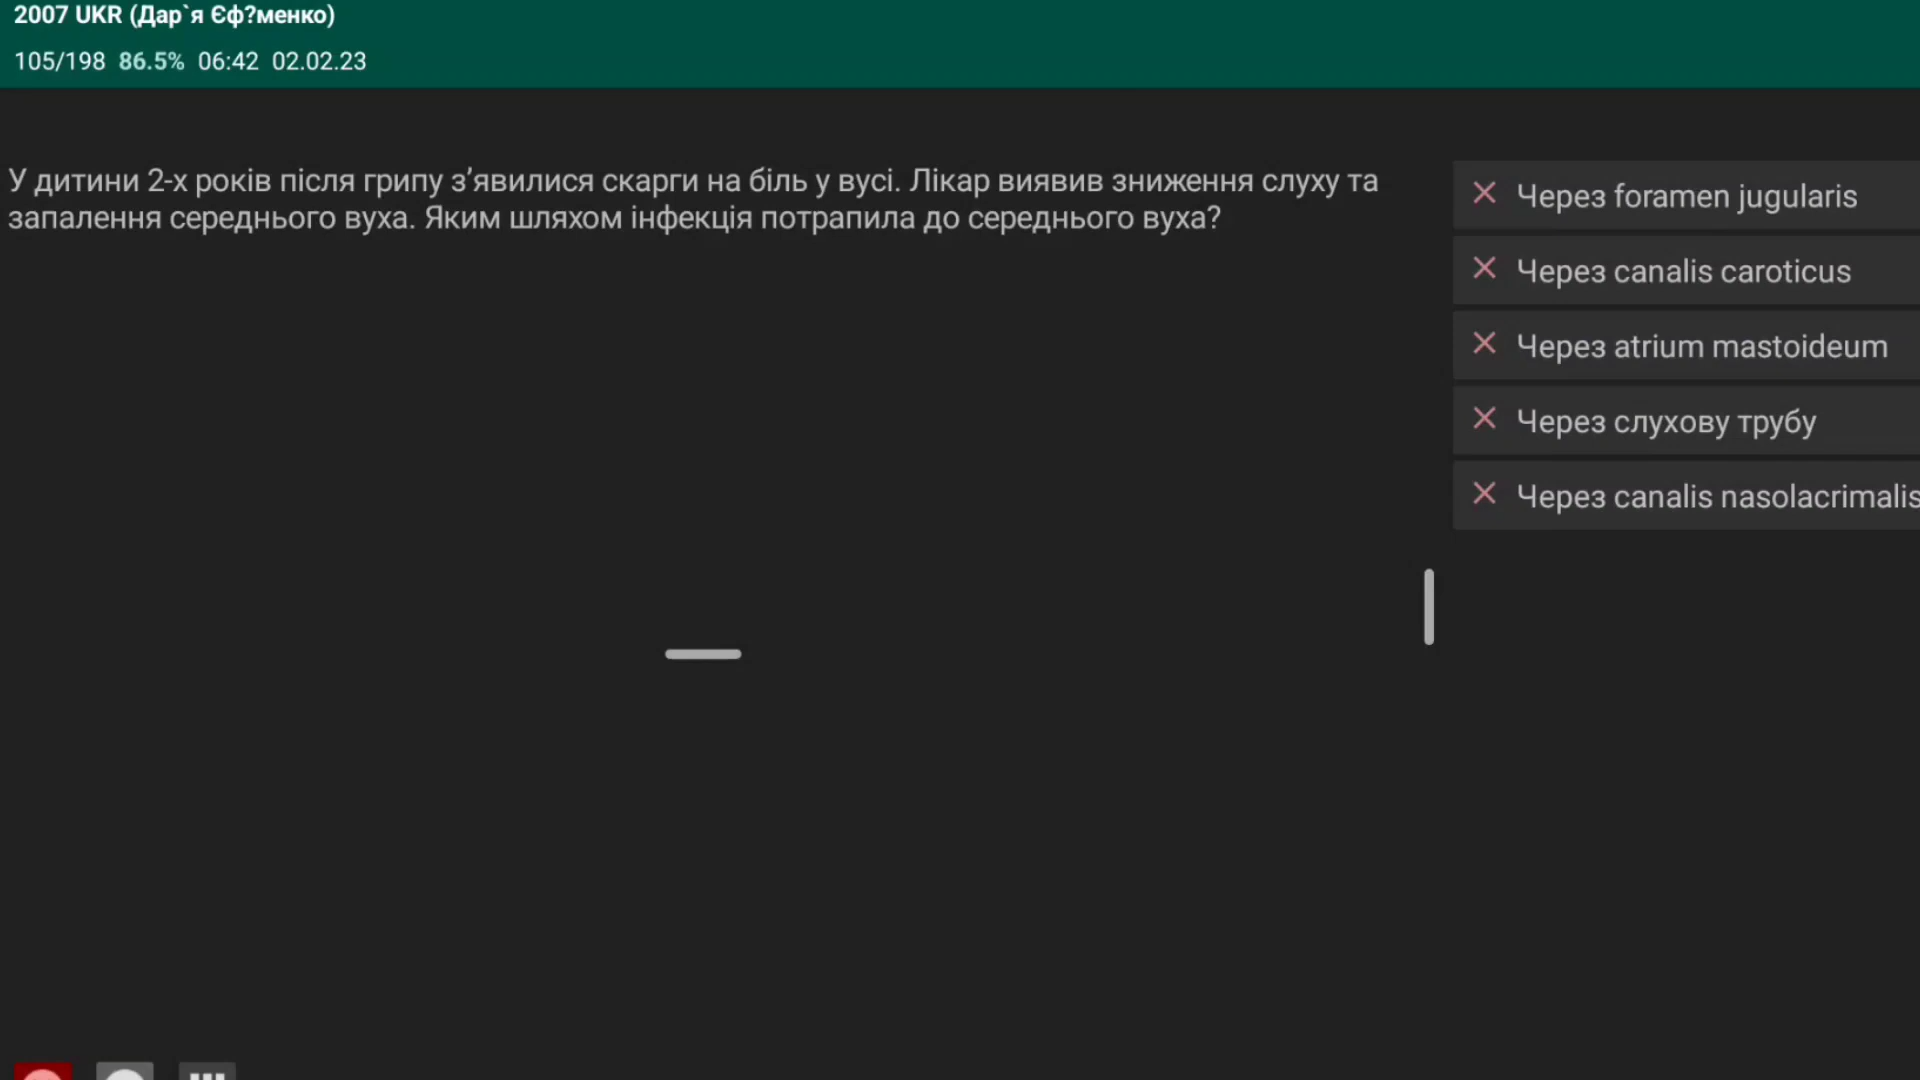 2007 UKR (Дар`я Єф?менко)
105/198 86.5% 06:42 02.02.23
У дитини 2-х років після грипу з’явилися скарги на біль у вусі. Лікар виявив зниження слуху та
запалення середнього вуха. Яким шляхом інфекція потрапила до середнього вуха?
Через foramen jugularis
Через canalis caroticus
Через atrium mastoideum
Через слухову трубу
Через canalis nasolacrimalis